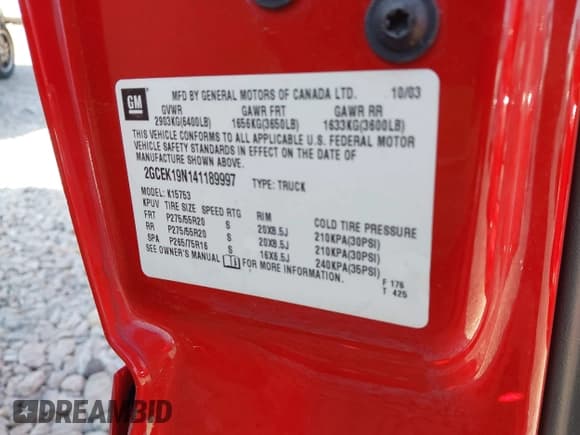 GM
MFD BY GENERAL MOTORS OF CANADA LTD. 10/03
GVWR GAWR FRT GAWR RR
2903KG(6400LB) 1656KG(3650LB) 1633KG(3600LB)
THIS VEHICLE CONFORMS TO ALL APPLICABLE U.S. FEDERAL MOTOR
VEHICLE SAFETY STANDARDS IN EFFECT ON THE DATE OF
MANUFACTURE SHOWN ABOVE.
2GCEK19N141189997 TYPE: TRUCK
MODEL: K15753
KPUV TIRE SIZE SPEED RTG RIM COLD TIRE PRESSURE
FRT P275/55R20 S 20X8.5J 210KPA(30PSI)
RR P275/55R20 S 20X8.5J 210KPA(30PSI)
SPA P265/75R16 S 16X6.5J 240KPA(35PSI)
SEE OWNER'S MANUAL FOR MORE INFORMATION.
F 176
T 425
DREAMBID